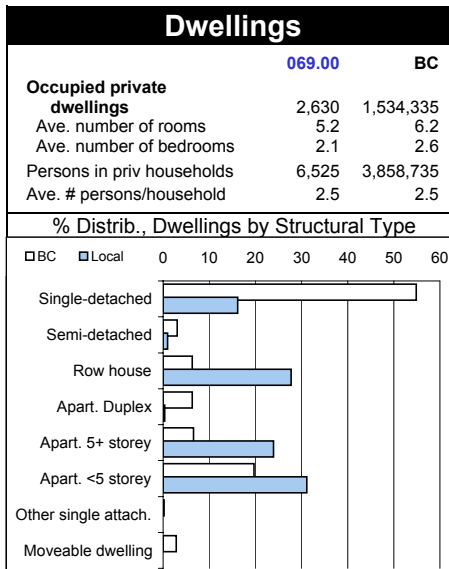 Dwellings
069.00 BC
Occupied private
dwellings 2,630 1,534,335
Ave. number of rooms 5.2 6.2
Ave. number of bedrooms 2.1 2.6
Persons in priv households 6,525 3,858,735
Ave. # persons/household 2.5 2.5
% Distrib., Dwellings by Structural Type
BC Local 0 10 20 30 40 50 60
Single-detached
Semi-detached
Row house
Apart. Duplex
Apart. 5+ storey
Apart. <5 storey
Other single attach.
Moveable dwelling